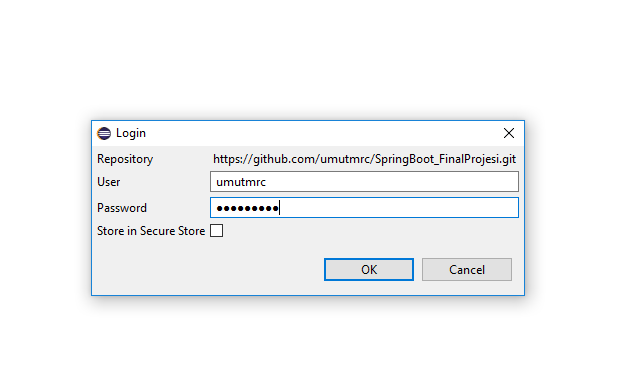 Login
Repository https://github.com/umutmrc/SpringBoot_FinalProjesi.git
User umutmrc
Password ●●●●●●●●●
Store in Secure Store
OK Cancel